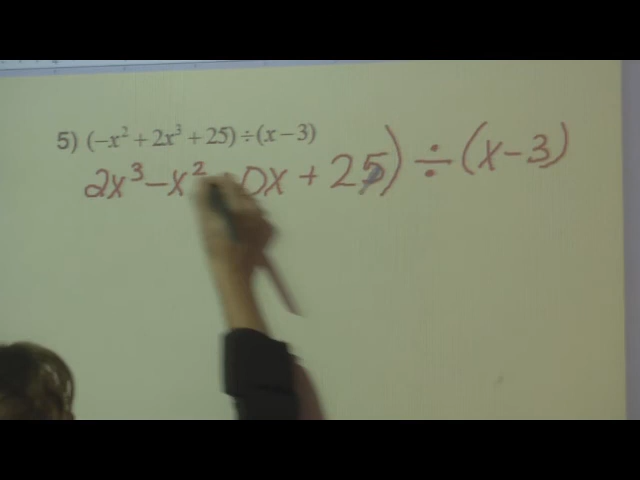 5) (−x² + 2x³ + 25) ÷ (x − 3)
2x³ − x² 0x + 25) ÷ (x − 3)